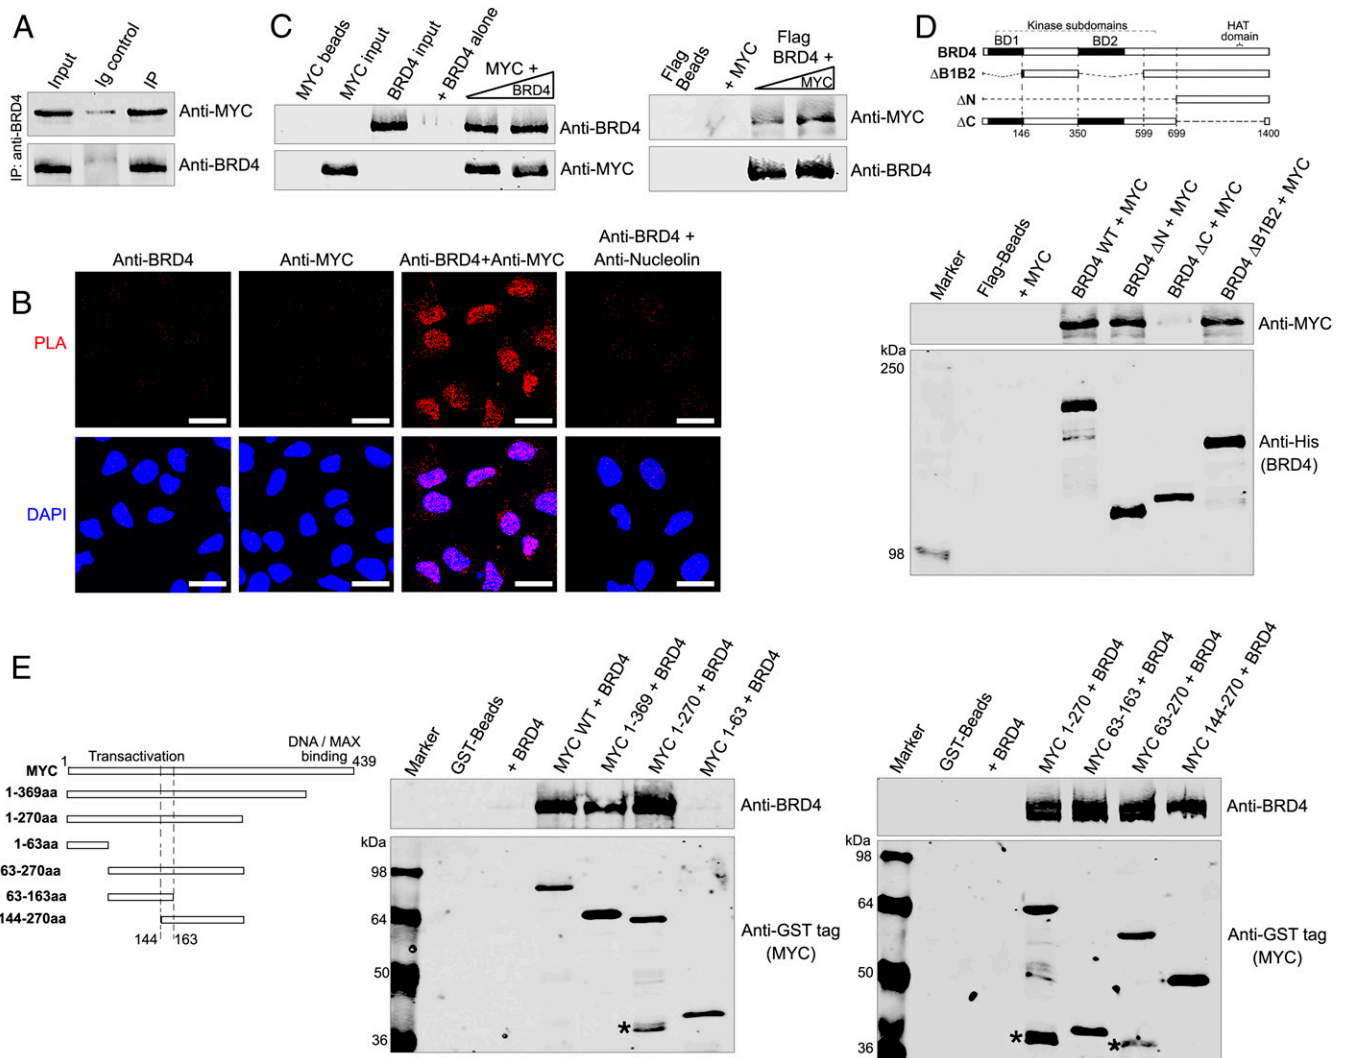 A
Input
Ig control
IP
IP: anti-BRD4
Anti-MYC
Anti-BRD4
C
MYC beads
MYC input
BRD4 input
+ BRD4 alone
MYC +
BRD4
Anti-BRD4
Anti-MYC
Flag
Beads
+ MYC
Flag
BRD4 +
MYC
Anti-MYC
Anti-BRD4
D
Kinase subdomains
HAT
domain
BD1
BD2
BRD4
ΔB1B2
ΔN
ΔC
146
350
599
699
1400
Marker
Flag-Beads
+ MYC
BRD4 WT + MYC
BRD4 ΔN + MYC
BRD4 ΔC + MYC
BRD4 ΔB1B2 + MYC
Anti-MYC
kDa
250
98
Anti-His
(BRD4)
B
Anti-BRD4
Anti-MYC
Anti-BRD4+Anti-MYC
Anti-BRD4 +
Anti-Nucleolin
PLA
DAPI
E
1
Transactivation
DNA / MAX
binding
439
MYC
1-369aa
1-270aa
1-63aa
63-270aa
63-163aa
144-270aa
144
163
Marker
GST-Beads
+ BRD4
MYC WT + BRD4
MYC 1-369 + BRD4
MYC 1-270 + BRD4
MYC 1-63 + BRD4
Anti-BRD4
kDa
98
64
50
36
*
Anti-GST tag
(MYC)
Marker
GST-Beads
+ BRD4
MYC 1-270 + BRD4
MYC 63-163 + BRD4
MYC 63-270 + BRD4
MYC 144-270 + BRD4
Anti-BRD4
kDa
98
64
50
36
*
*
Anti-GST tag
(MYC)